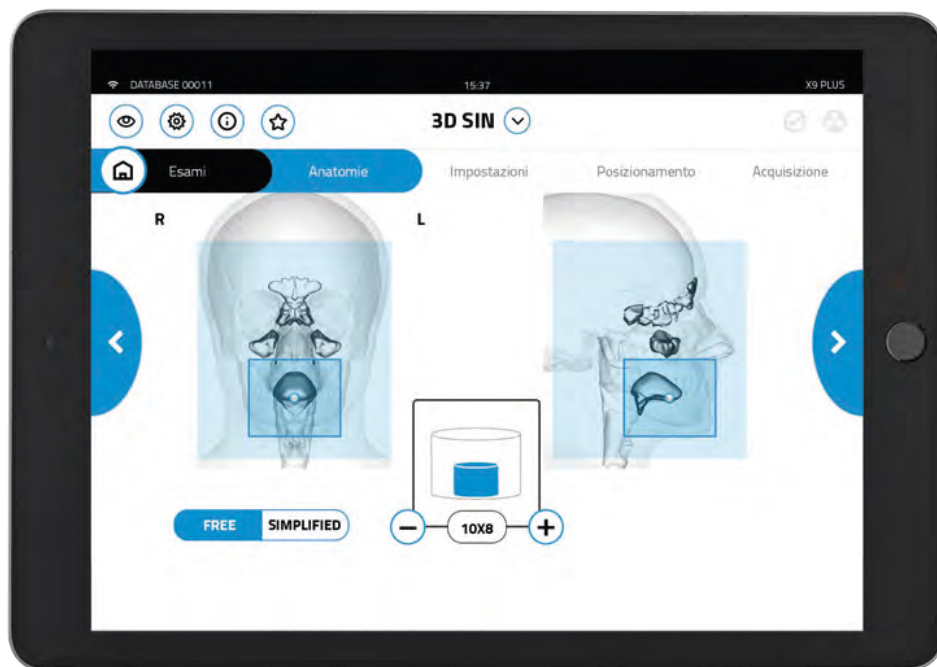 DATABASE 00011 15:37 X9 PLUS
3D SIN
Esami Anatomie Impostazioni Posizionamento Acquisizione
R L
FREE SIMPLIFIED 10X8